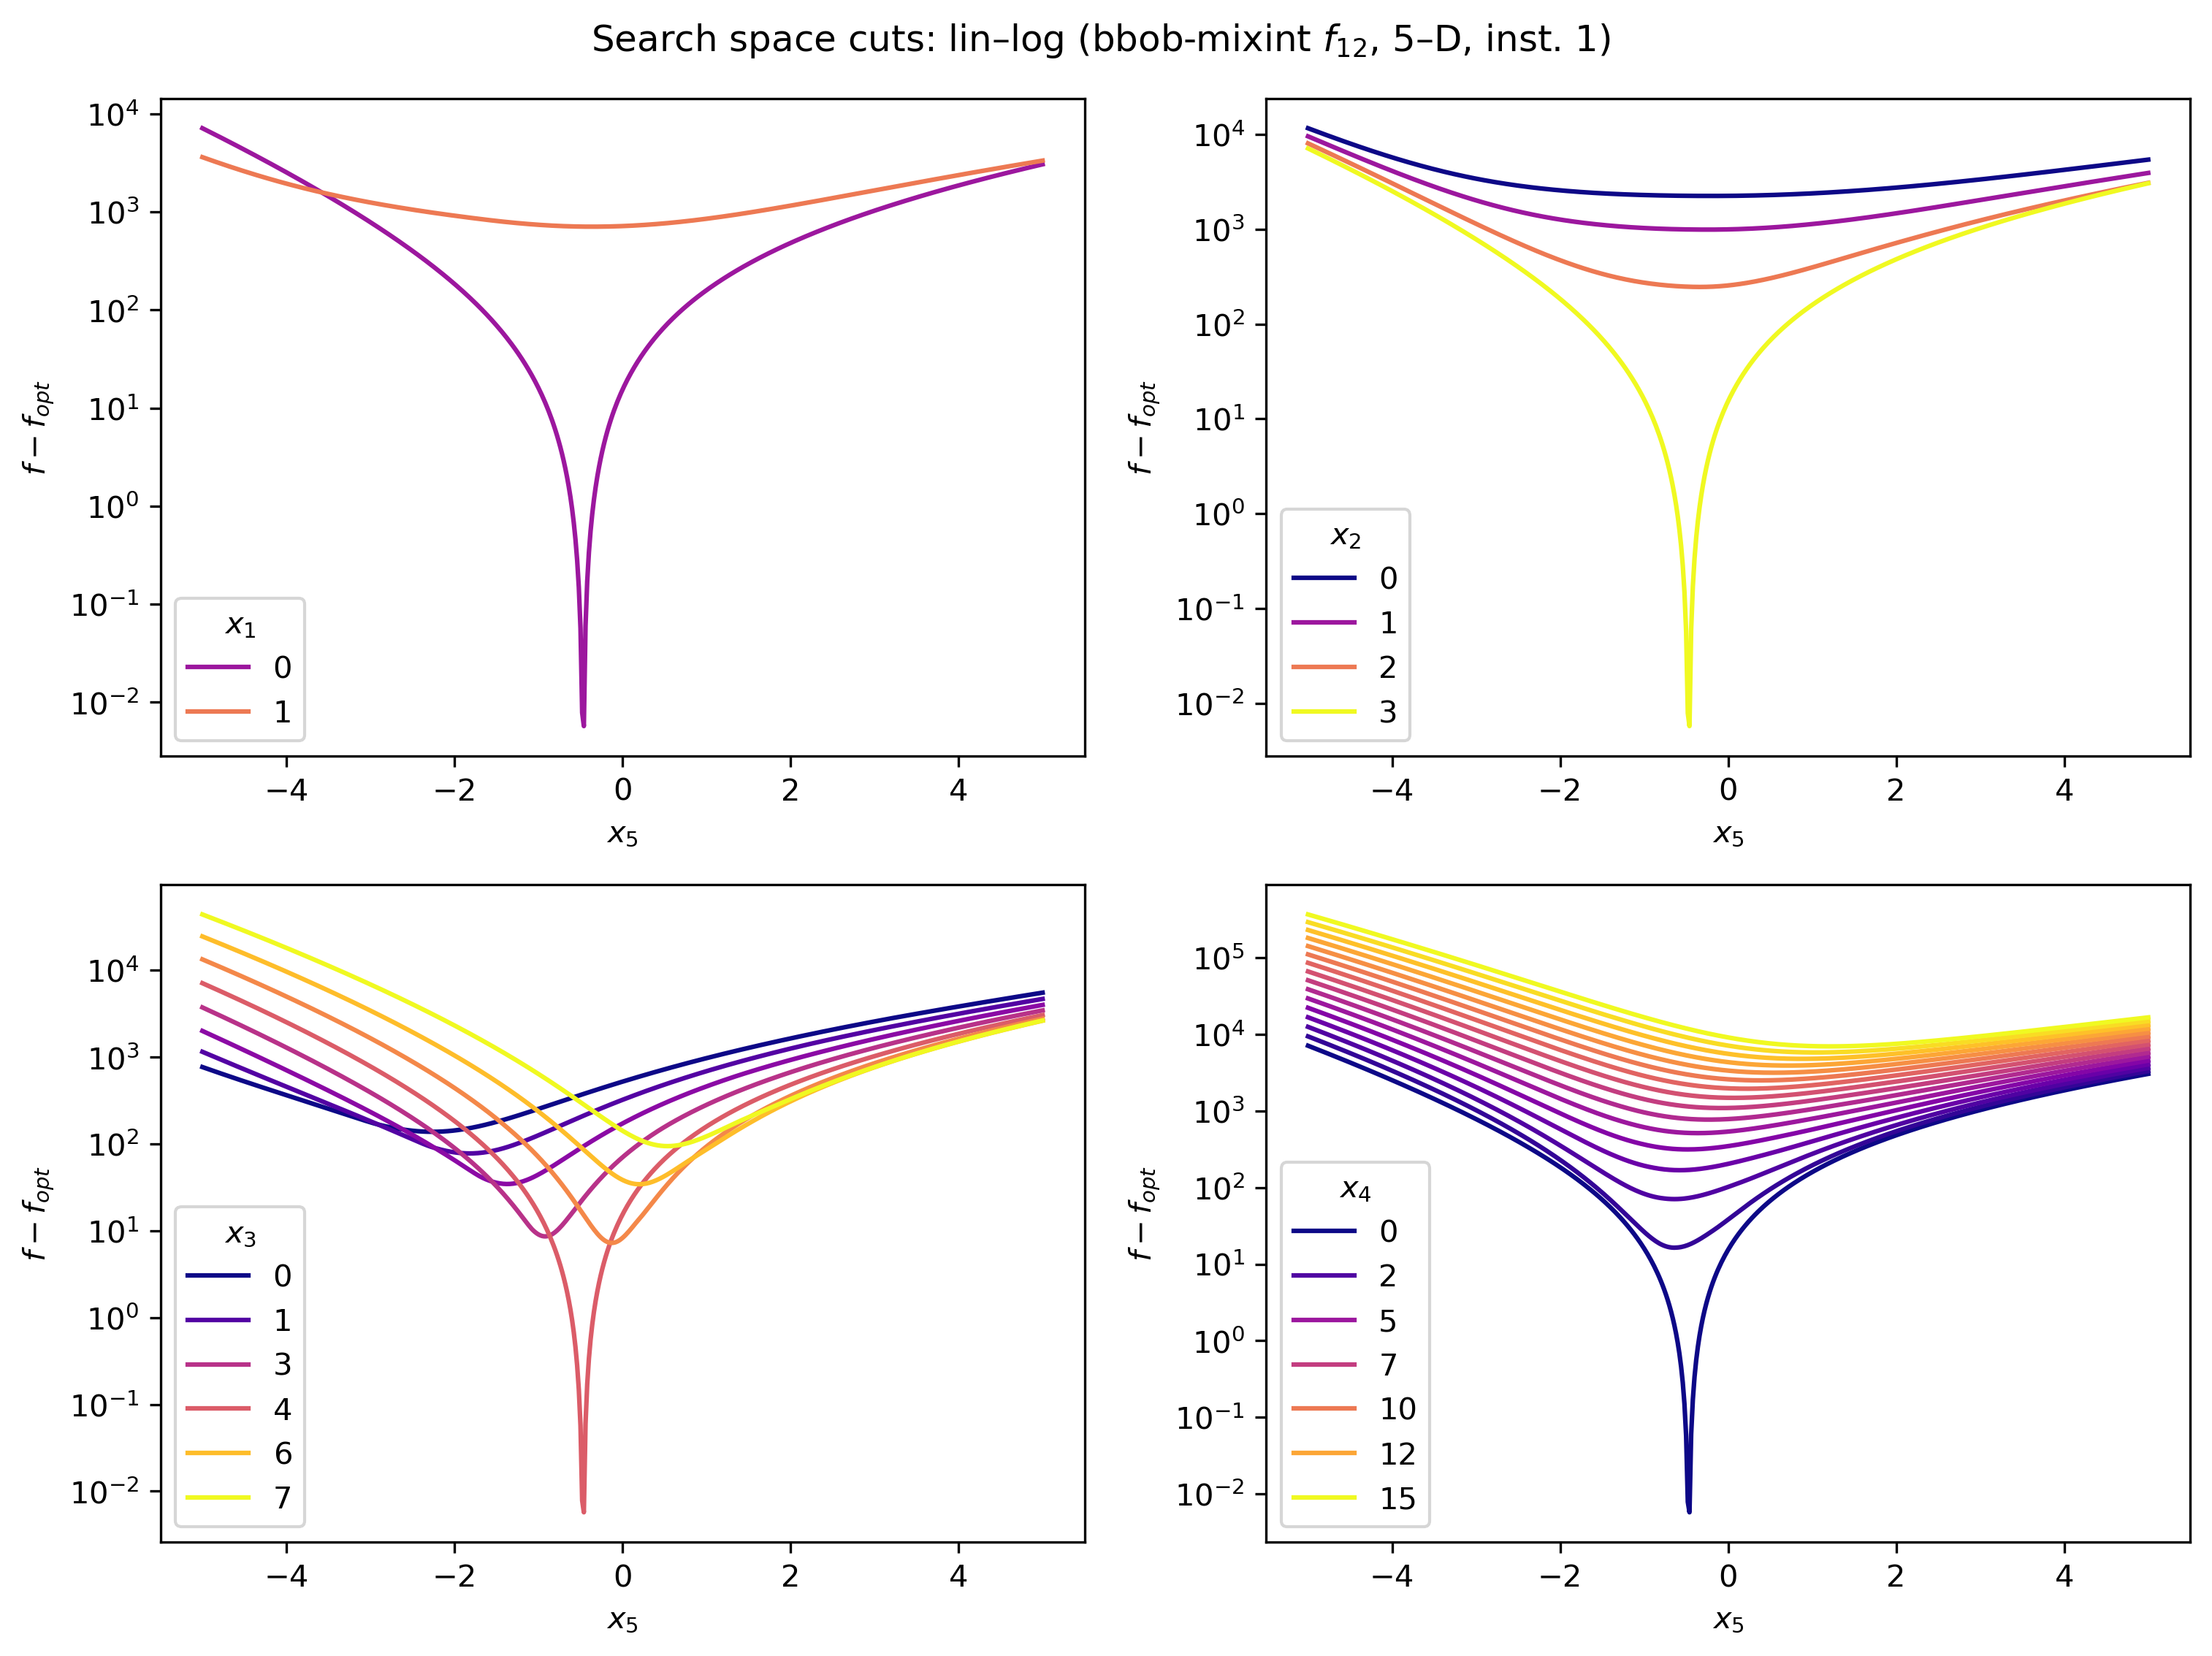 Search space cuts: lin–log (bbob-mixint f12, 5–D, inst. 1)
10^4
10^3
10^2
10^1
10^0
10^-1
10^-2
f − fopt
x1
0
1
−4 −2 0 2 4
x5
10^4
10^3
10^2
10^1
10^0
10^-1
10^-2
f − fopt
x2
0
1
2
3
−4 −2 0 2 4
x5
10^4
10^3
10^2
10^1
10^0
10^-1
10^-2
f − fopt
x3
0
1
3
4
6
7
−4 −2 0 2 4
x5
10^5
10^4
10^3
10^2
10^1
10^0
10^-1
10^-2
f − fopt
x4
0
2
5
7
10
12
15
−4 −2 0 2 4
x5